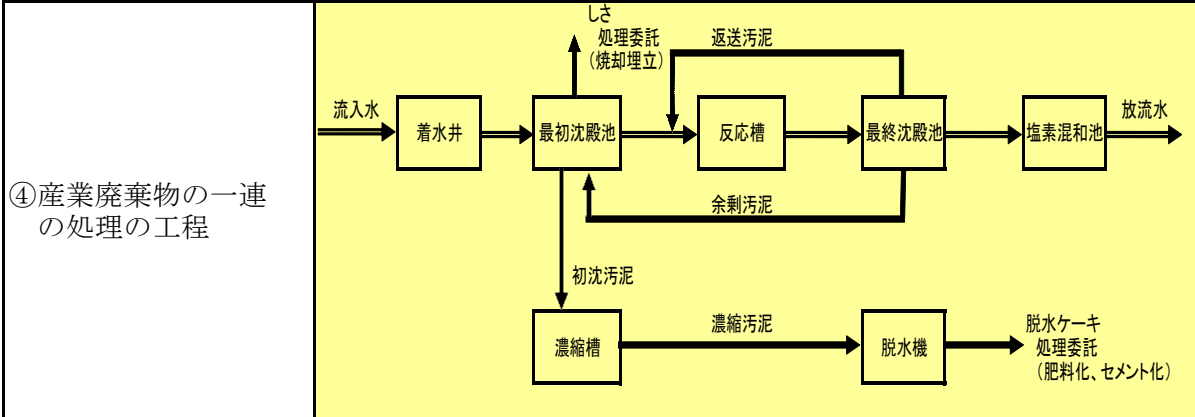 ④産業廃棄物の一連
の処理の工程
しさ
処理委託
(焼却埋立)
返送汚泥
流入水
着水井
最初沈殿池
反応槽
最終沈殿池
塩素混和池
放流水
余剰汚泥
初沈汚泥
濃縮槽
濃縮汚泥
脱水機
脱水ケーキ
処理委託
(肥料化、セメント化)